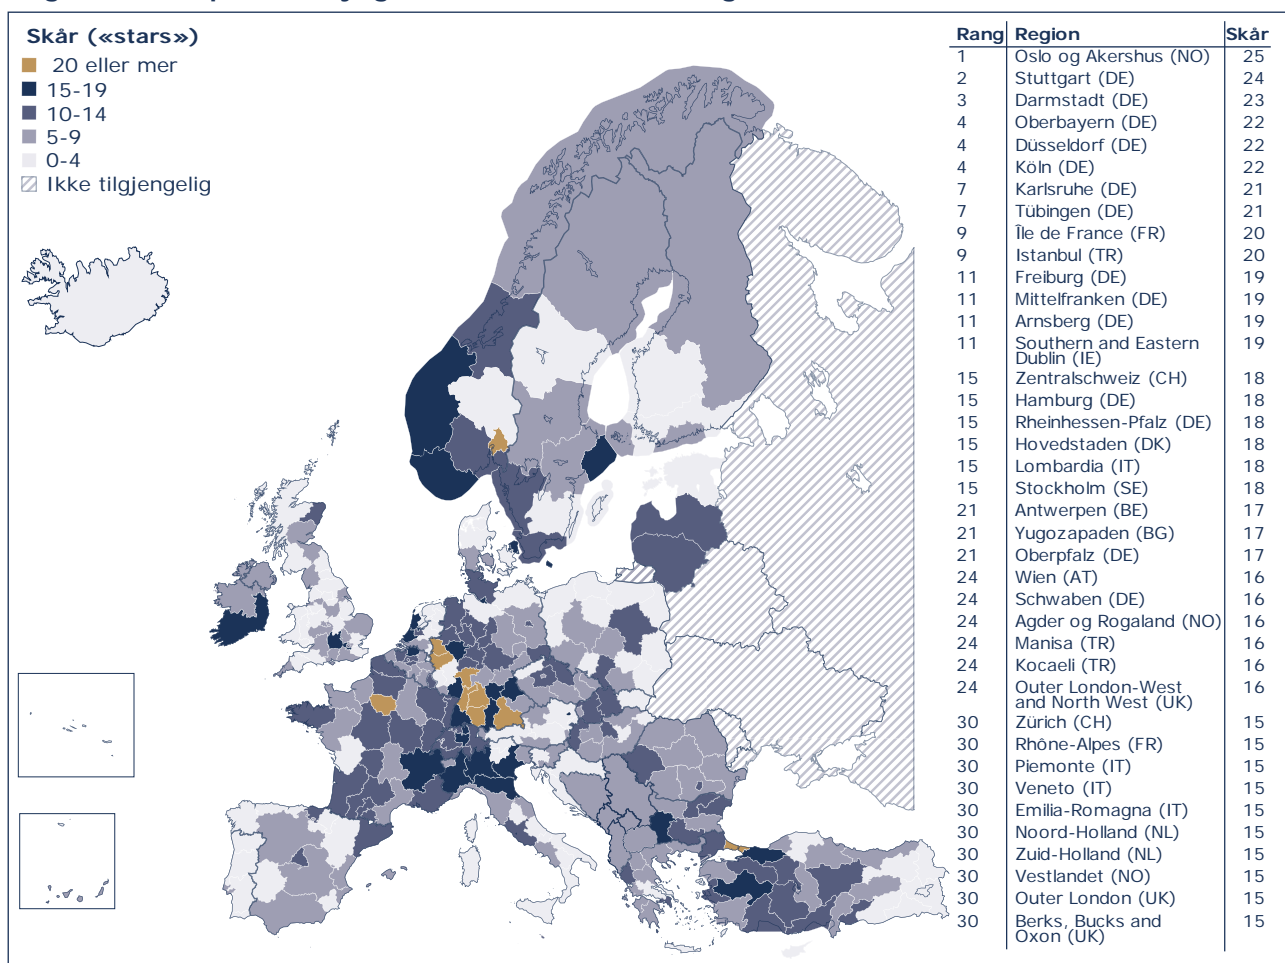 Skår («stars»)
20 eller mer
15-19
10-14
5-9
0-4
Ikke tilgjengelig
Rang Region Skår
1 Oslo og Akershus (NO) 25
2 Stuttgart (DE) 24
3 Darmstadt (DE) 23
4 Oberbayern (DE) 22
4 Düsseldorf (DE) 22
4 Köln (DE) 22
7 Karlsruhe (DE) 21
7 Tübingen (DE) 21
9 Île de France (FR) 20
9 Istanbul (TR) 20
11 Freiburg (DE) 19
11 Mittelfranken (DE) 19
11 Arnsberg (DE) 19
11 Southern and Eastern 19
Dublin (IE)
15 Zentralschweiz (CH) 18
15 Hamburg (DE) 18
15 Rheinhessen-Pfalz (DE) 18
15 Hovedstaden (DK) 18
15 Lombardia (IT) 18
15 Stockholm (SE) 18
21 Antwerpen (BE) 17
21 Yugozapaden (BG) 17
21 Oberpfalz (DE) 17
24 Wien (AT) 16
24 Schwaben (DE) 16
24 Agder og Rogaland (NO) 16
24 Manisa (TR) 16
24 Kocaeli (TR) 16
24 Outer London-West 16
and North West (UK)
30 Zürich (CH) 15
30 Rhône-Alpes (FR) 15
30 Piemonte (IT) 15
30 Veneto (IT) 15
30 Emilia-Romagna (IT) 15
30 Noord-Holland (NL) 15
30 Zuid-Holland (NL) 15
30 Vestlandet (NO) 15
30 Outer London (UK) 15
30 Berks, Bucks and 15
Oxon (UK)